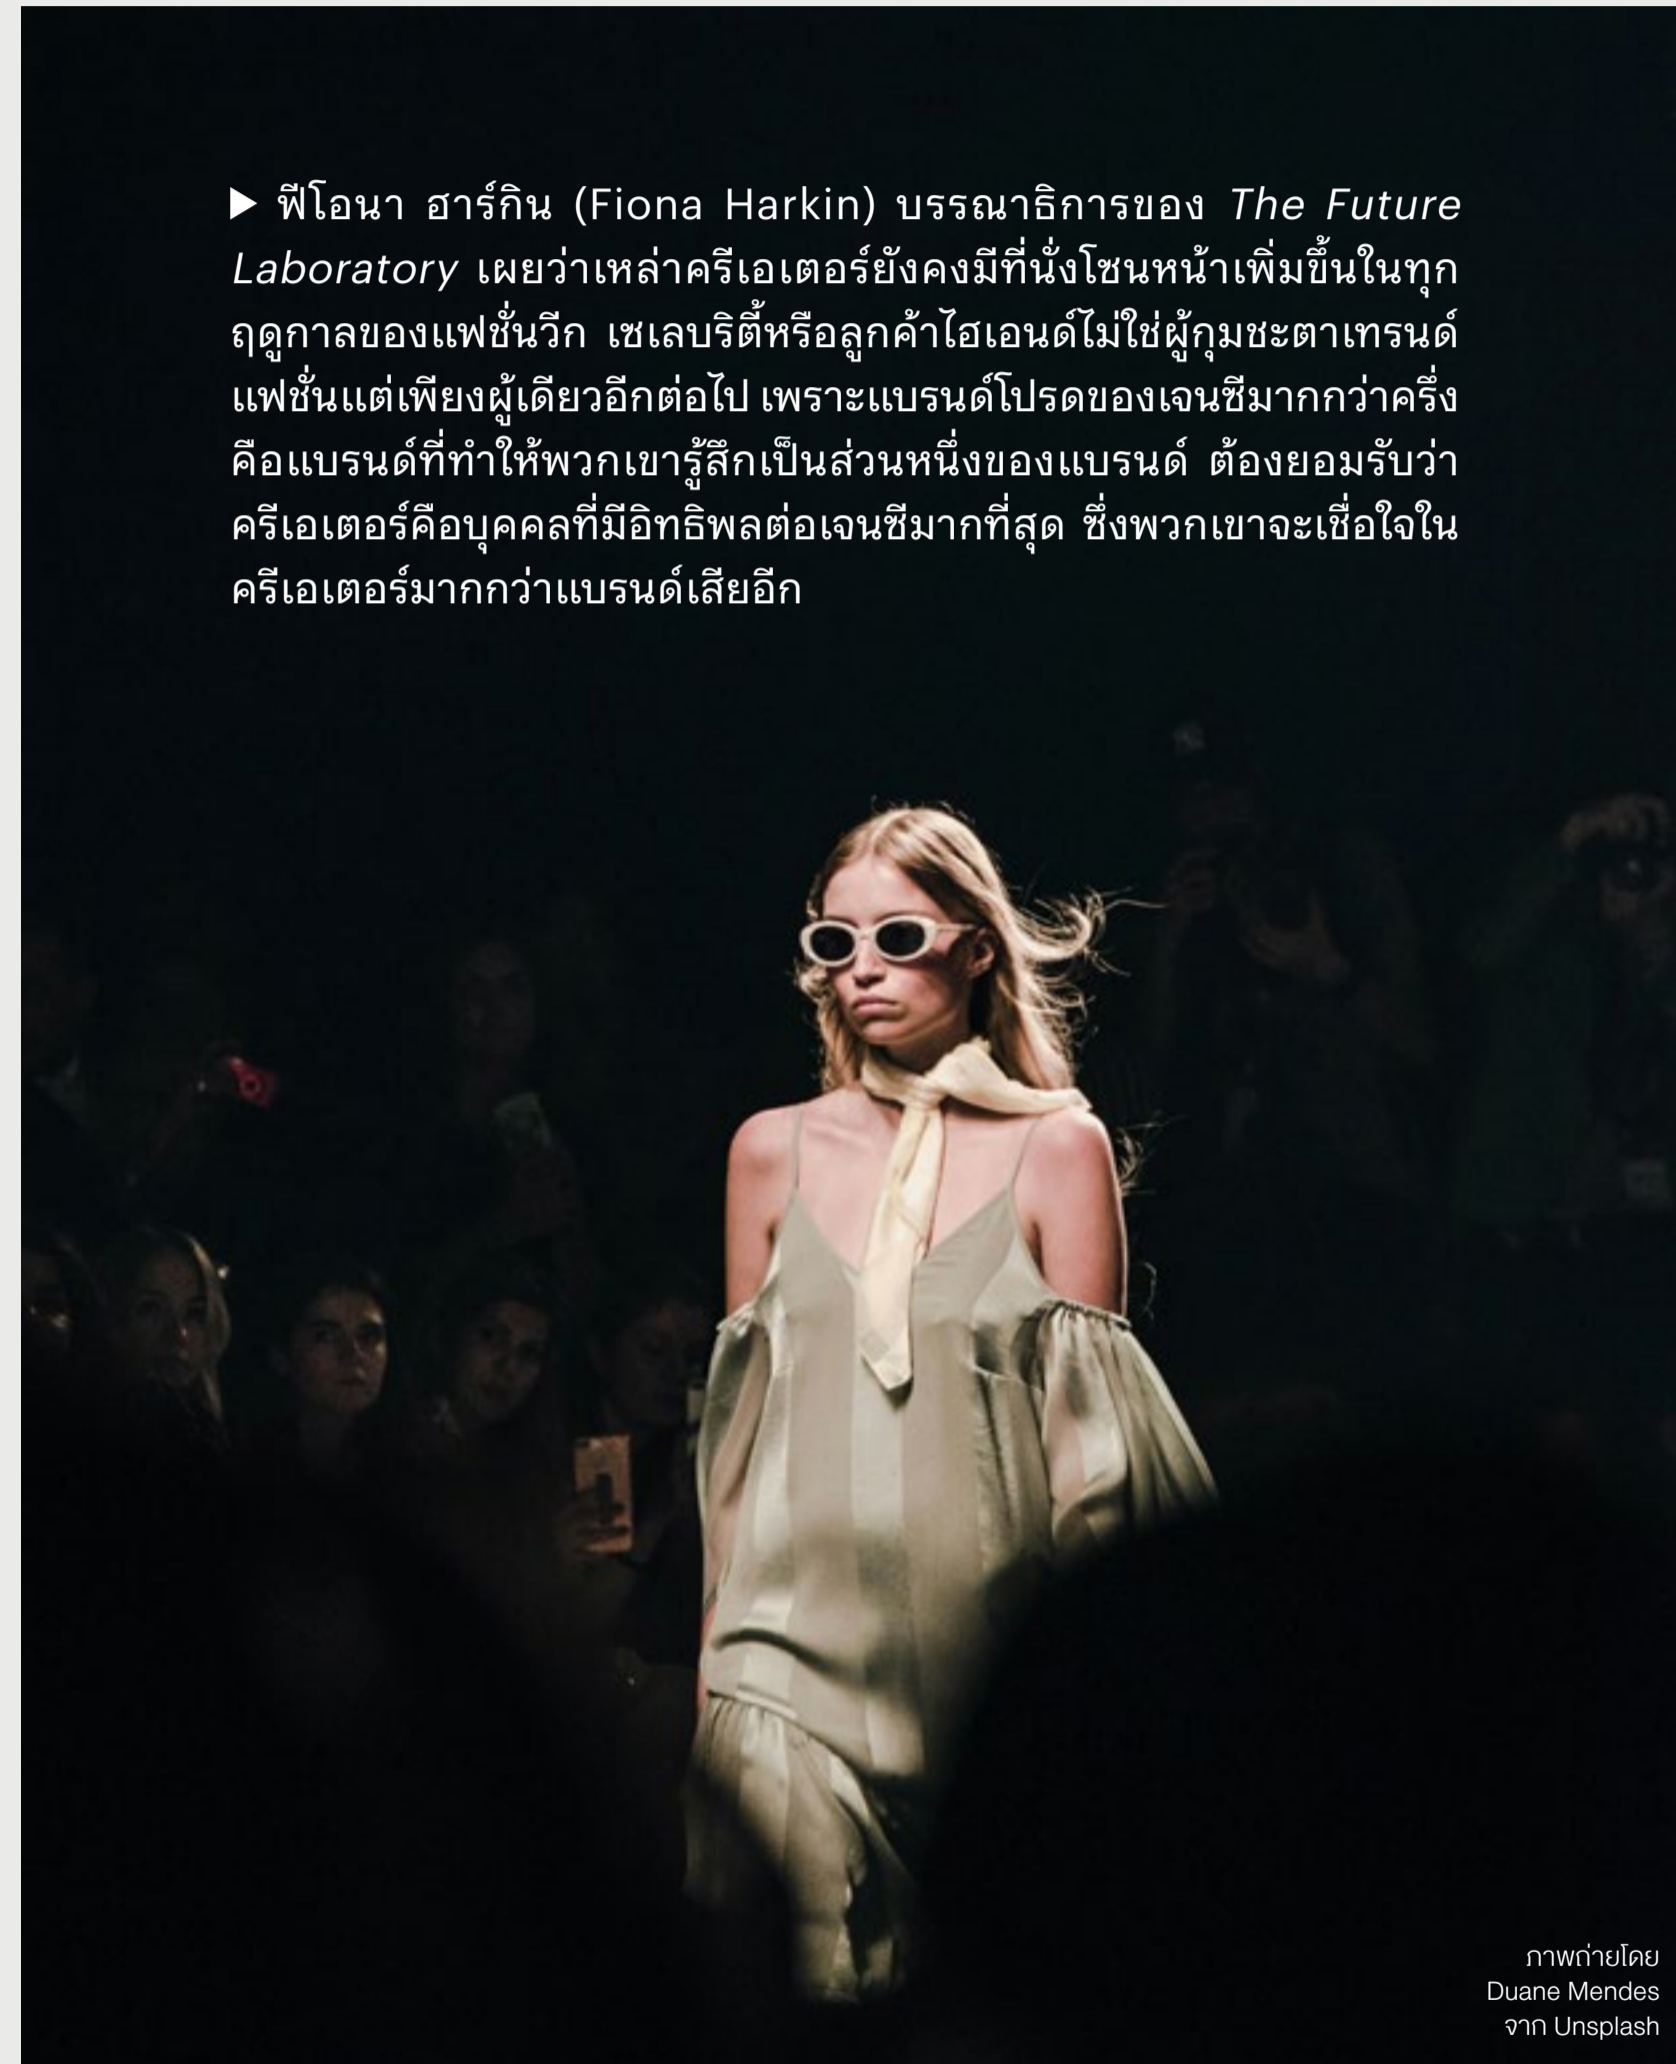 ▶ ฟีโอนา ฮาร์กิน (Fiona Harkin) บรรณาธิการของ The Future
Laboratory เผยว่าเหล่าครีเอเตอร์ยังคงมีที่นั่งโซนหน้าเพิ่มขึ้นในทุก
ฤดูกาลของแฟชั่นวีก เซเลบริตี้หรือลูกค้าไฮเอนด์ไม่ใช่ผู้กุมชะตาเทรนด์
แฟชั่นแต่เพียงผู้เดียวอีกต่อไป เพราะแบรนด์โปรดของเจนซีมากกว่าครึ่ง
คือแบรนด์ที่ทำให้พวกเขารู้สึกเป็นส่วนหนึ่งของแบรนด์ ต้องยอมรับว่า
ครีเอเตอร์คือบุคคลที่มีอิทธิพลต่อเจนซีมากที่สุด ซึ่งพวกเขาจะเชื่อใจใน
ครีเอเตอร์มากกว่าแบรนด์เสียอีก
ภาพถ่ายโดย
Duane Mendes
จาก Unsplash